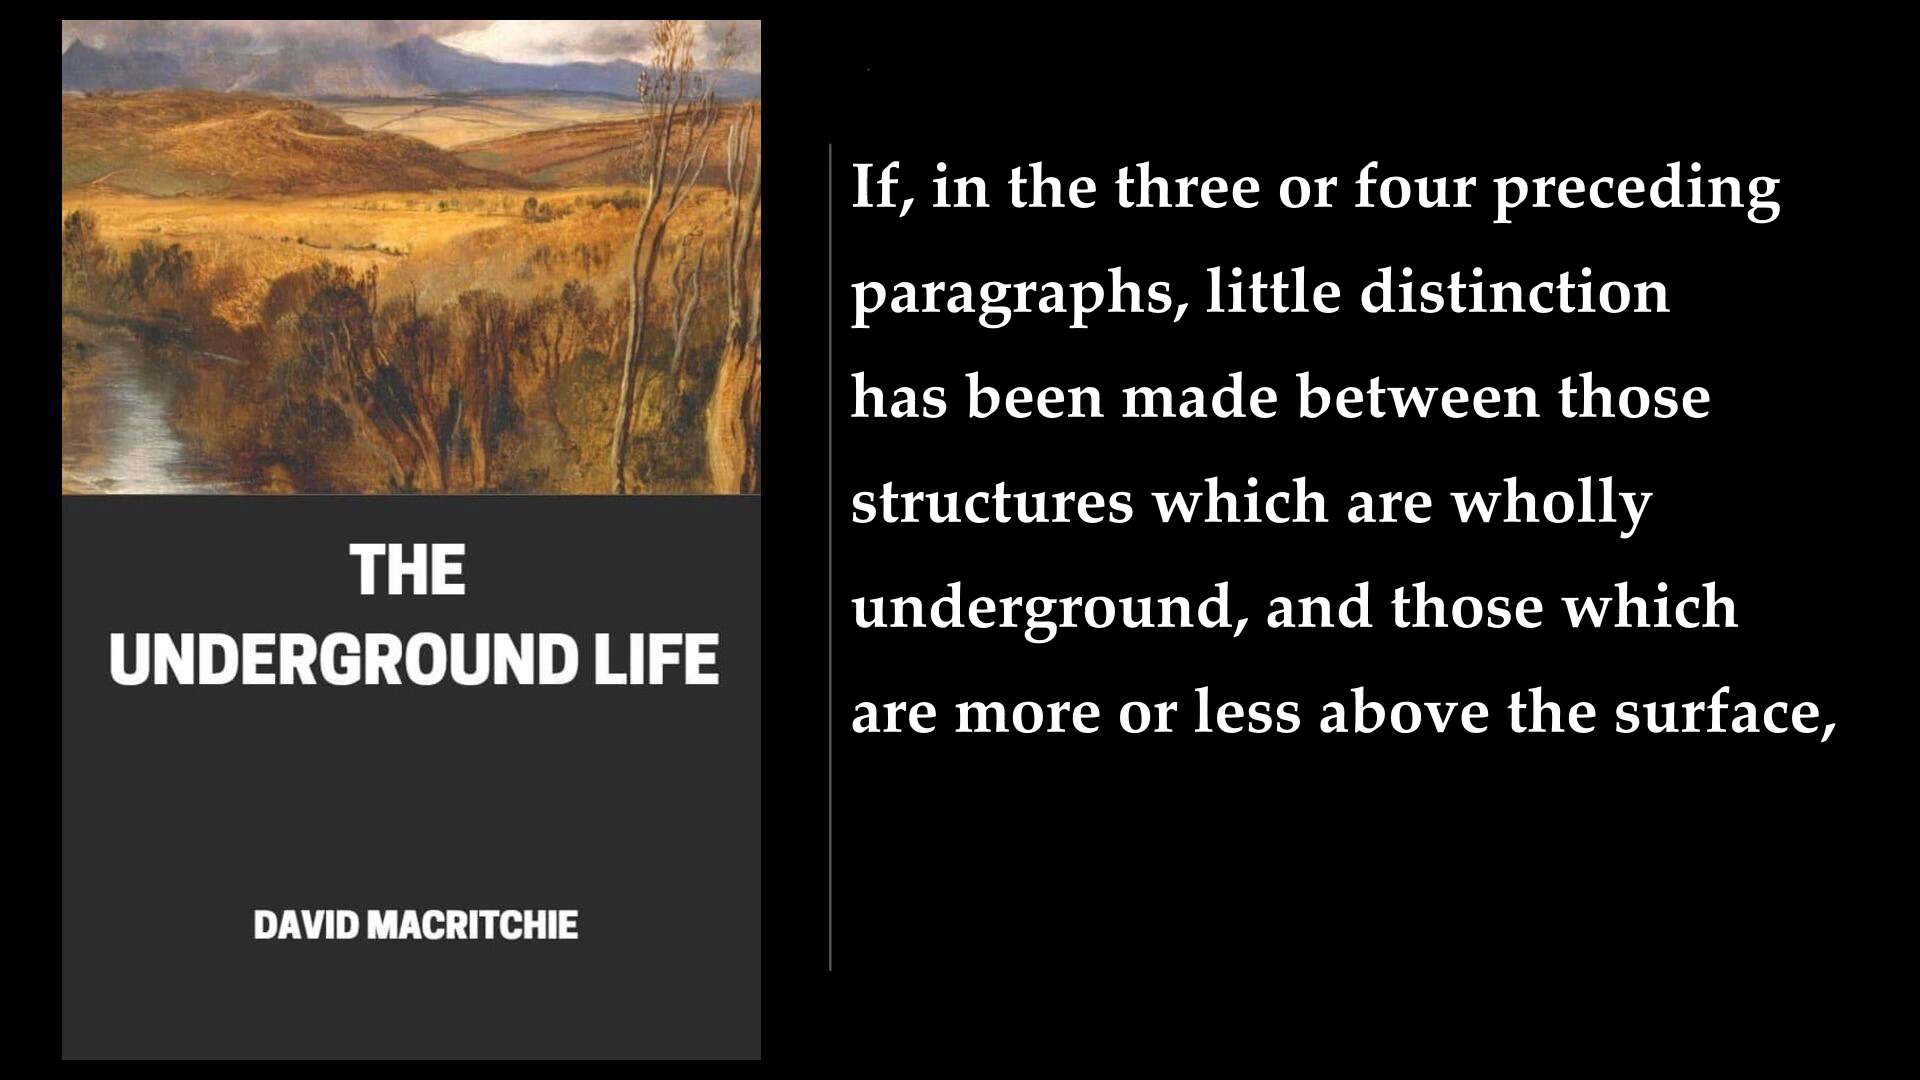 THE
UNDERGROUND LIFE
DAVID MACRITCHIE
If, in the three or four preceding
paragraphs, little distinction
has been made between those
structures which are wholly
underground, and those which
are more or less above the surface,